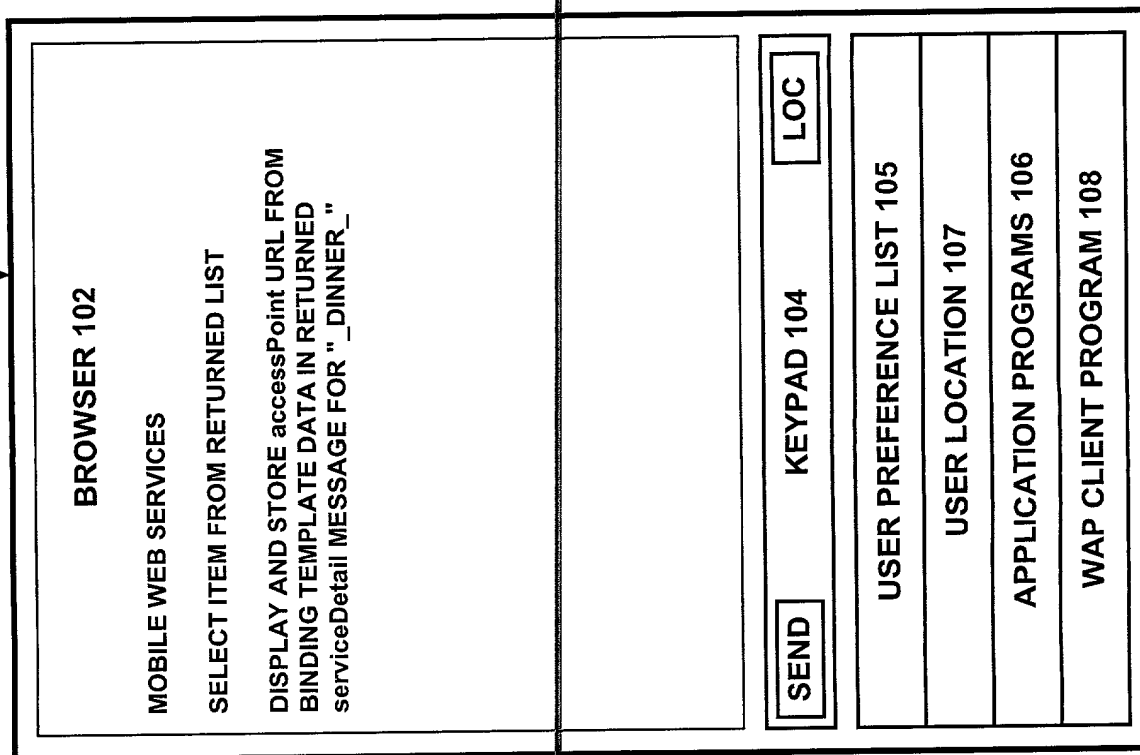 BROWSER 102
MOBILE WEB SERVICES
SELECT ITEM FROM RETURNED LIST
DISPLAY AND STORE accessPoint URL FROM
BINDING TEMPLATE DATA IN RETURNED
serviceDetail MESSAGE FOR "_DINNER_"
SEND KEYPAD 104 LOC
USER PREFERENCE LIST 105
USER LOCATION 107
APPLICATION PROGRAMS 106
WAP CLIENT PROGRAM 108